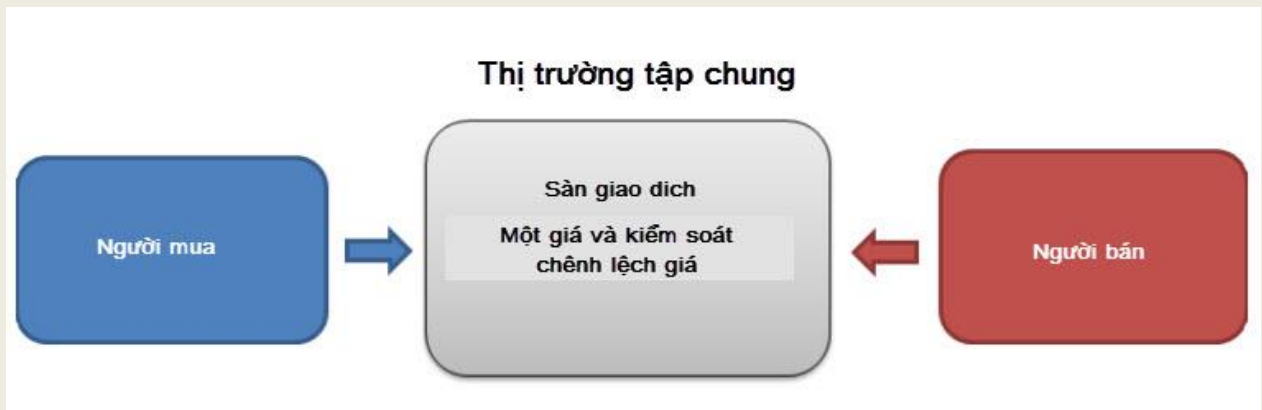 Thị trường tập chung
Sàn giao dich
Một giá và kiểm soát
chênh lệch giá
Người mua
Người bán